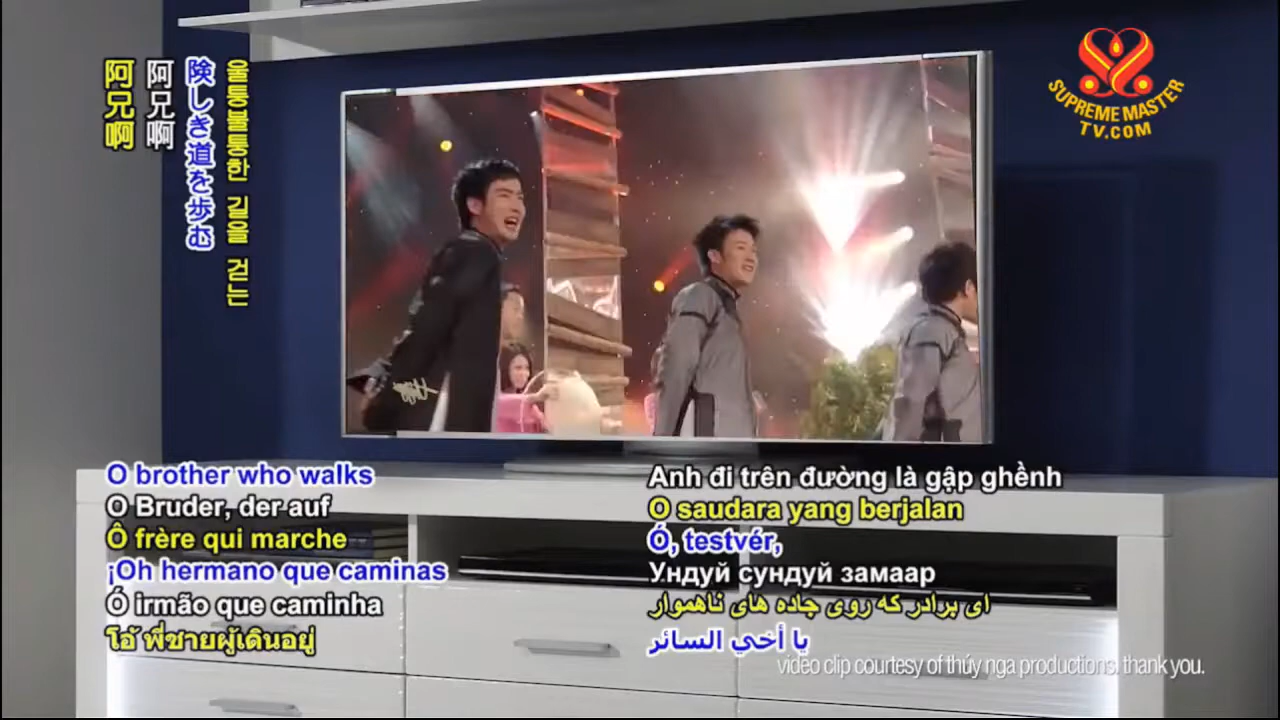 阿兄啊
阿兄啊
険しき道を歩む
울퉁불퉁한 길을 걷는
SUPREME MASTER
TV.COM
O brother who walks
O Bruder, der auf
Ô frère qui marche
¡Oh hermano que caminas
Ó irmão que caminha
โอ้ พี่ชายผู้เดินอยู่
Anh đi trên đường là gập ghềnh
O saudara yang berjalan
Ó, testvér,
Ундуй сундуй замаар
ای برادر که روی جاده های ناهموار
يا أخي السائر
video clip courtesy of thúy nga productions. thank you.